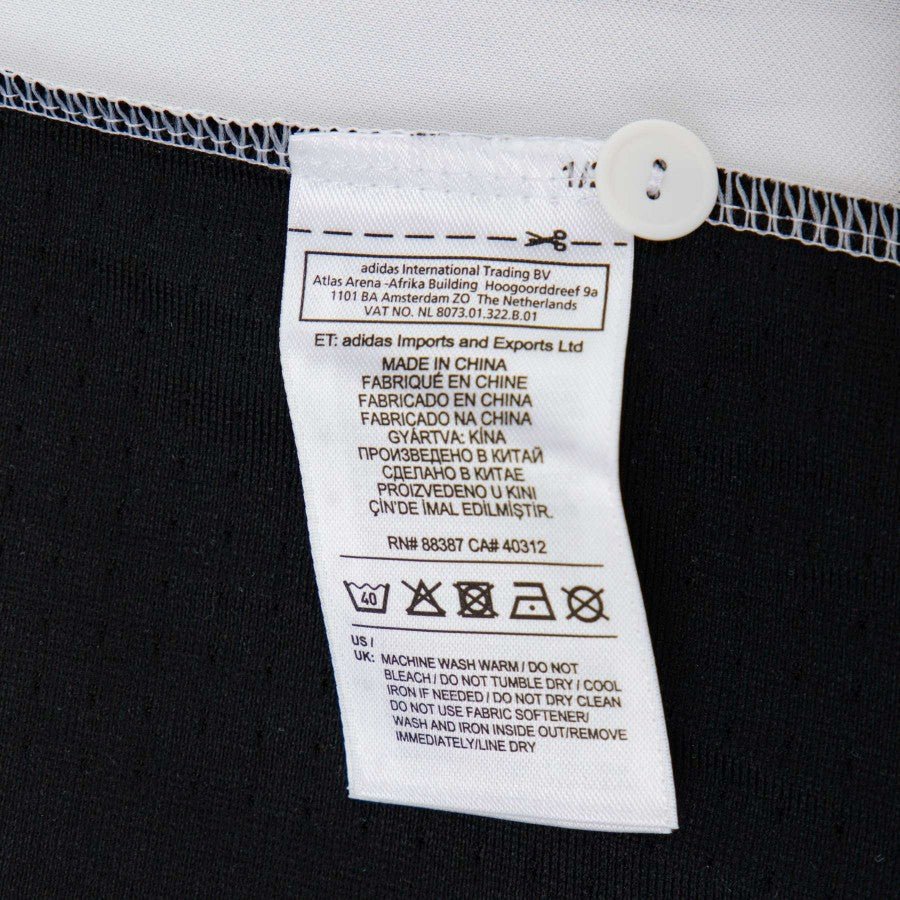 1/2
adidas International Trading BV
Atlas Arena -Afrika Building Hoogoorddreef 9a
1101 BA Amsterdam ZO The Netherlands
VAT NO. NL 8073.01.322.B.01
ET: adidas Imports and Exports Ltd
MADE IN CHINA
FABRIQUÉ EN CHINE
FABRICADO EN CHINA
FABRICADO NA CHINA
GYÁRTVA: KÍNA
ПРОИЗВЕДЕНО В КИТАЙ
СДЕЛАНО В КИТАЕ
PROIZVEDENO U KINI
ÇİN'DE İMAL EDİLMİŞTİR.
RN# 88387 CA# 40312
40
US /
UK: MACHINE WASH WARM / DO NOT
BLEACH / DO NOT TUMBLE DRY / COOL
IRON IF NEEDED / DO NOT DRY CLEAN
DO NOT USE FABRIC SOFTENER/
WASH AND IRON INSIDE OUT/REMOVE
IMMEDIATELY/LINE DRY